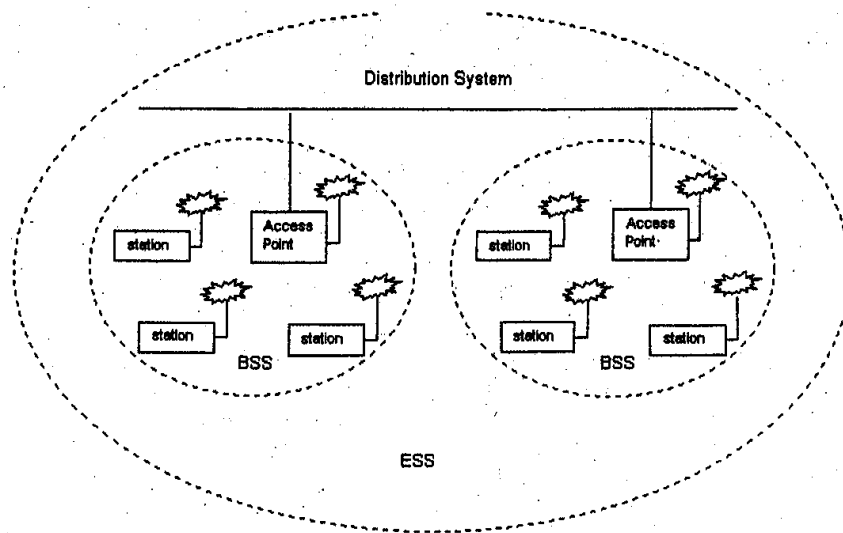 Distribution System
Access
Point
Access
Point
station
station
station
station
station
station
BSS
BSS
ESS